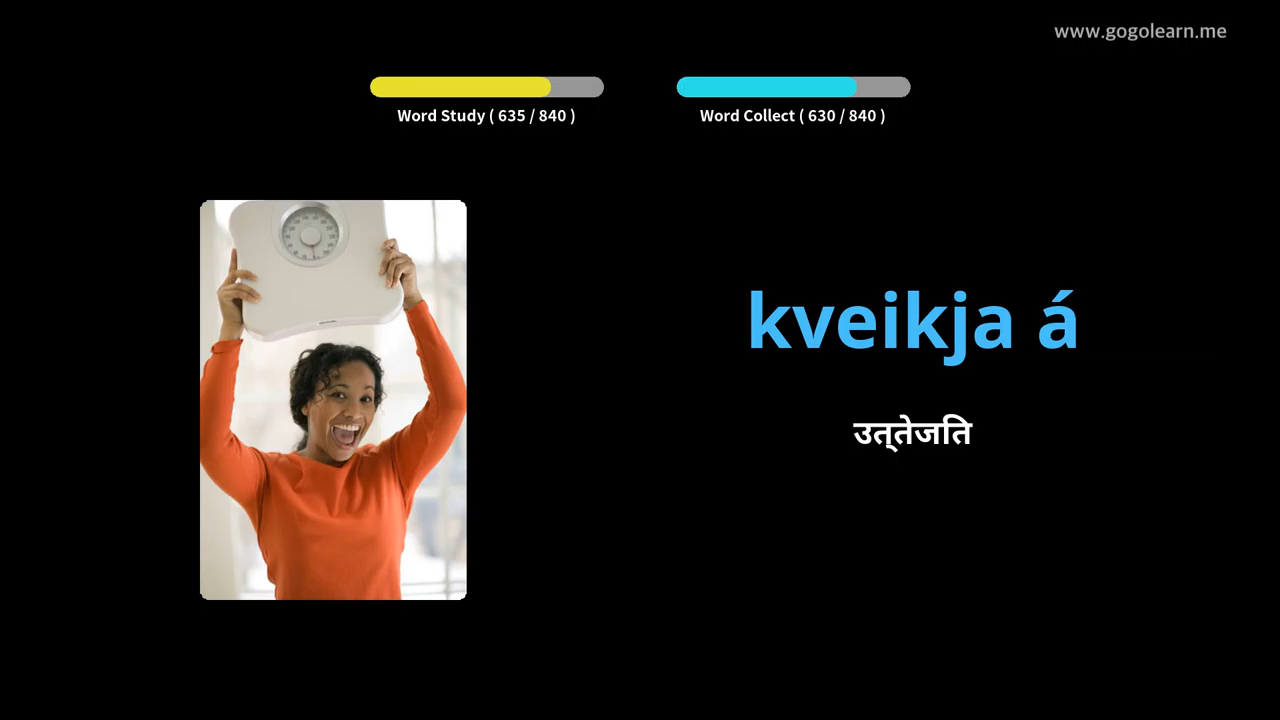 www.gogolearn.me
Word Study ( 635 / 840 )
Word Collect ( 630 / 840 )
kveikja á
उत्तेजति